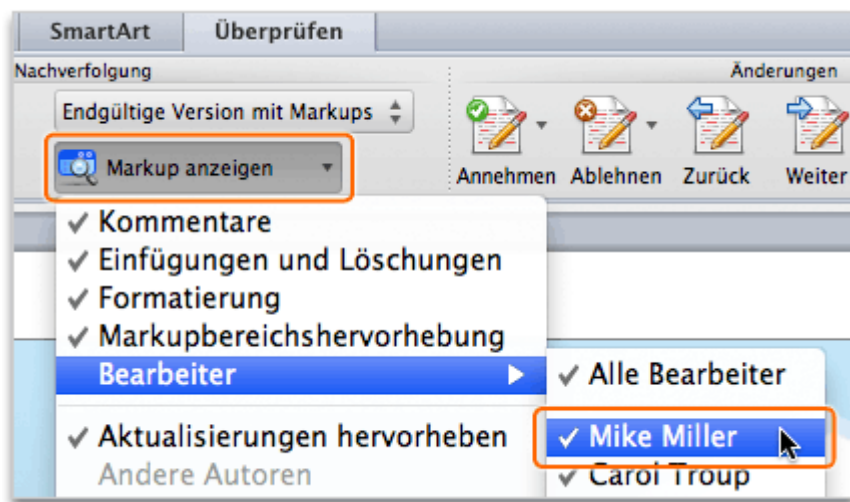 SmartArt Überprüfen
Nachverfolgung Änderungen
Endgültige Version mit Markups
Markup anzeigen
Annehmen Ablehnen Zurück Weiter
Kommentare
Einfügungen und Löschungen
Formatierung
Markupbereichshervorhebung
Bearbeiter
Alle Bearbeiter
Aktualisierungen hervorheben
Mike Miller
Andere Autoren
Carol Troup